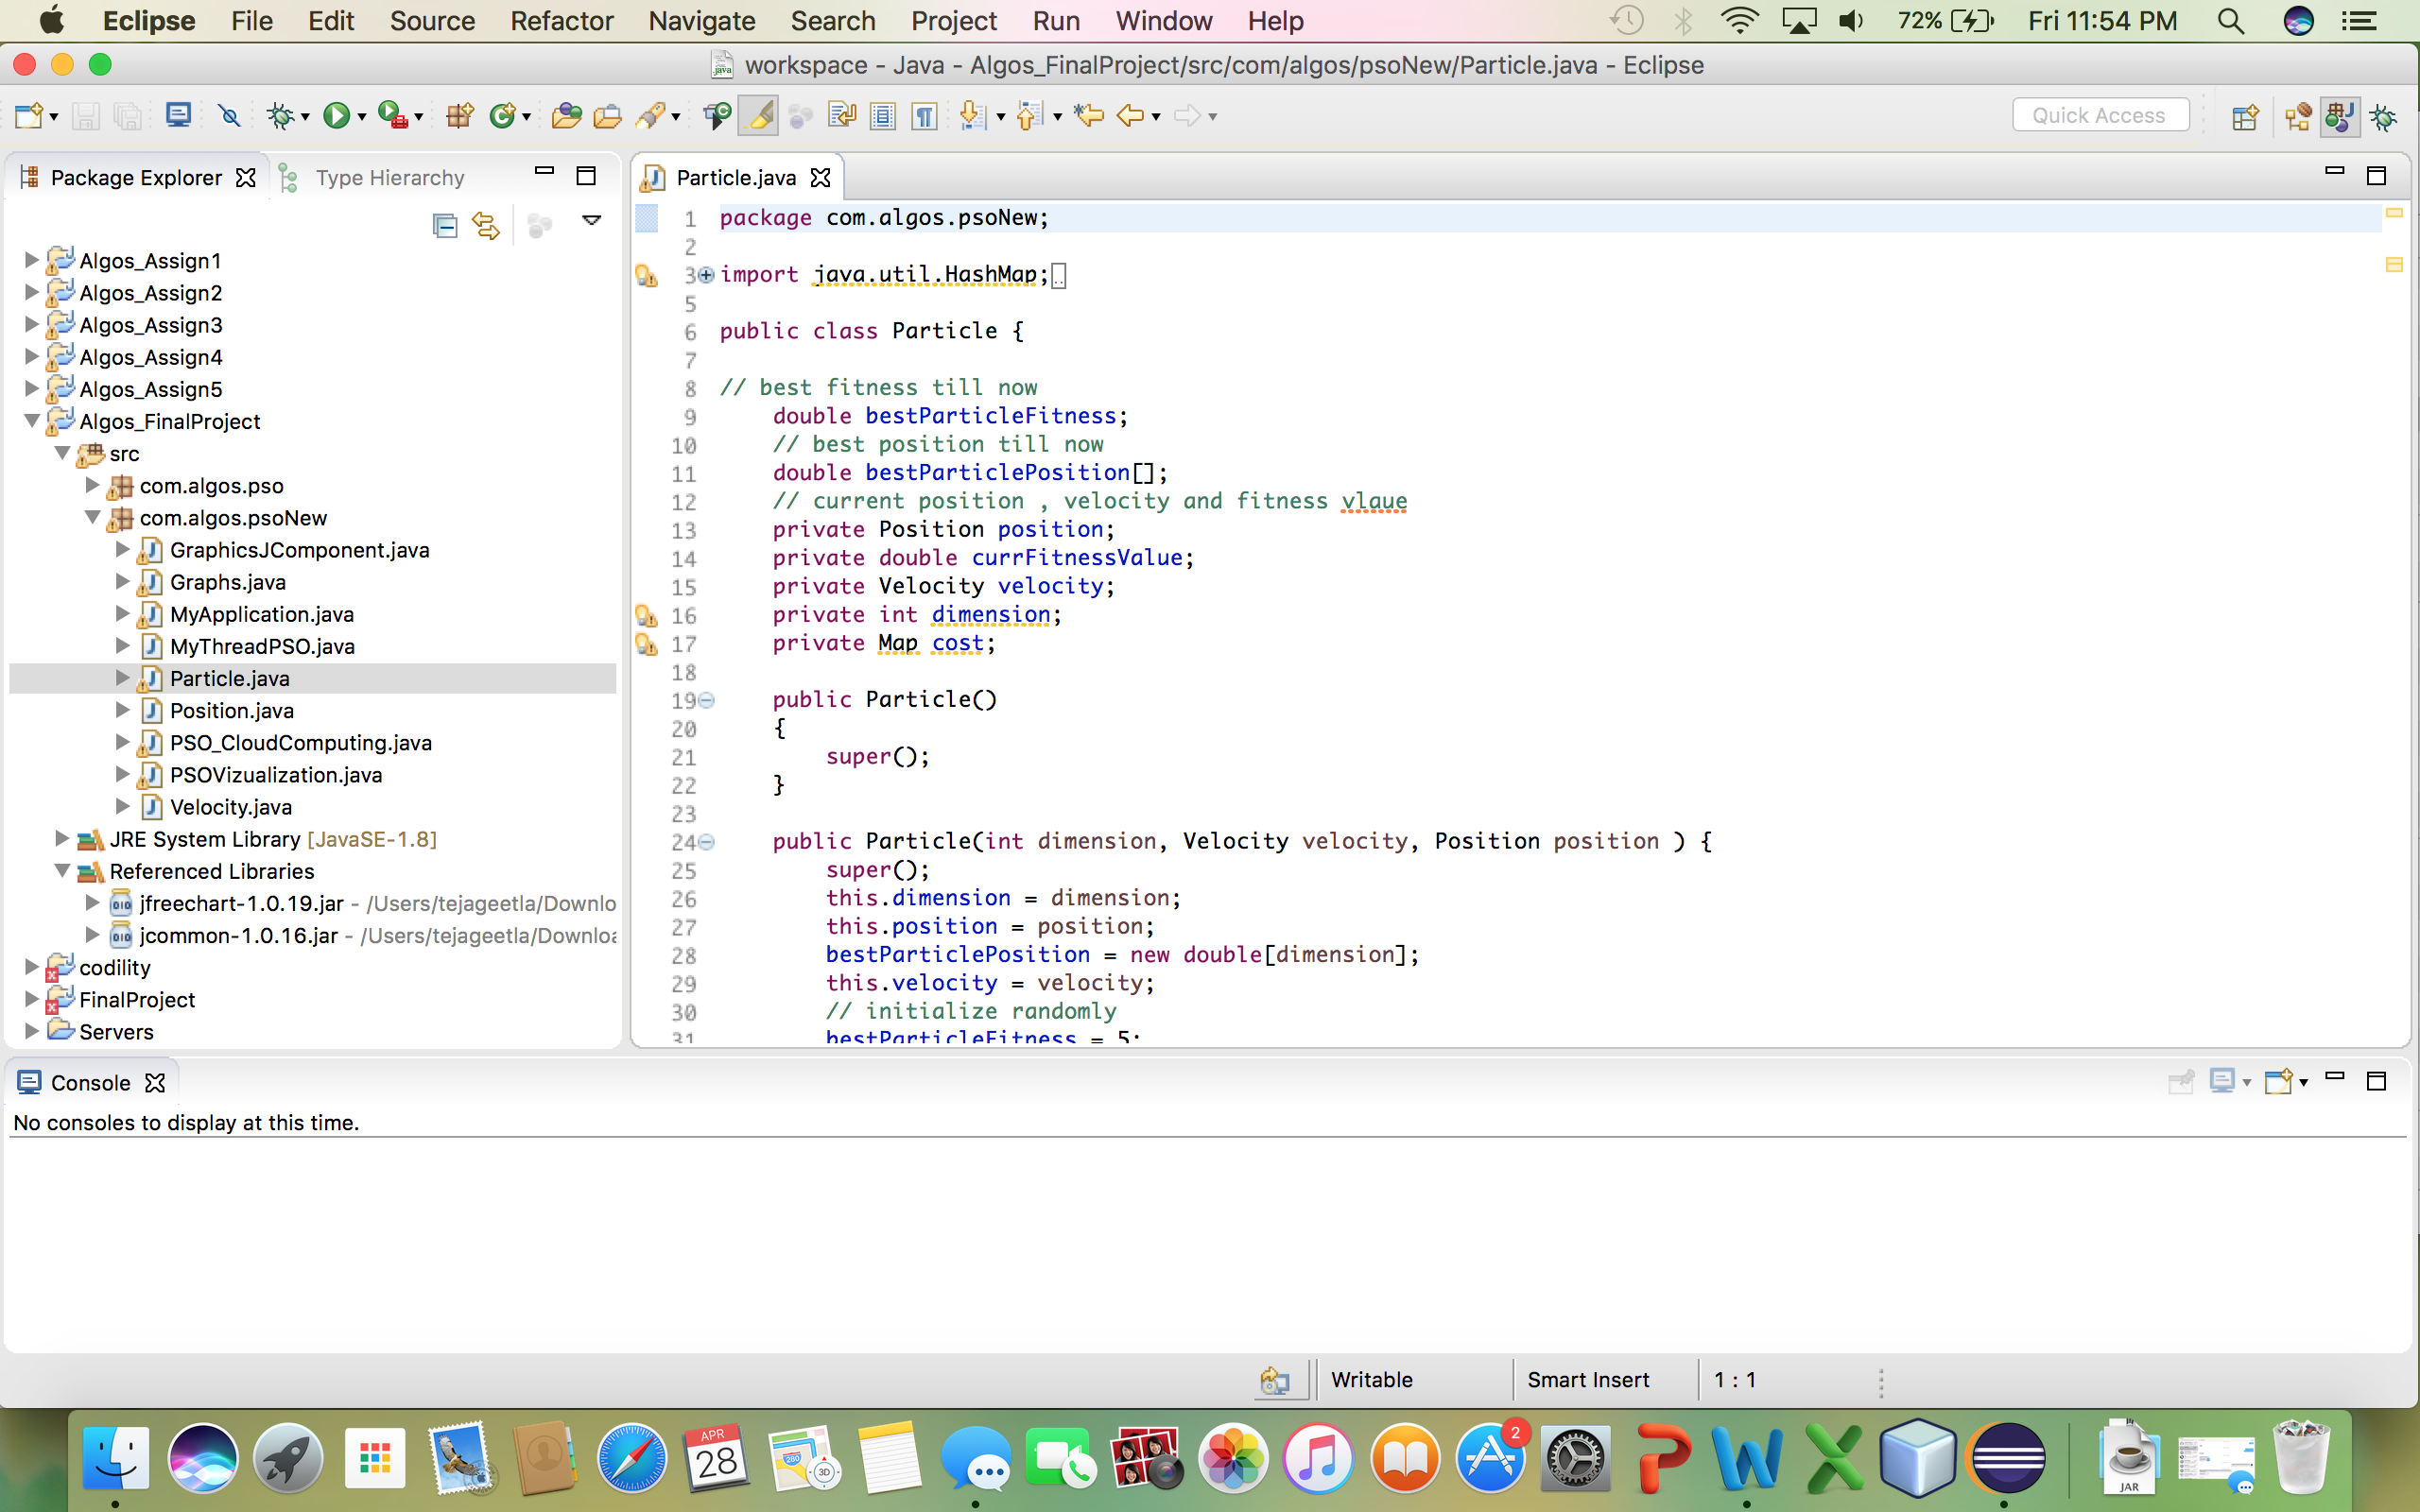 Eclipse File Edit Source Refactor Navigate Search Project Run Window Help 72% Fri 11:54 PM
workspace - Java - Algos_FinalProject/src/com/algos/psoNew/Particle.java - Eclipse
Quick Access
Package Explorer Type Hierarchy
Algos_Assign1
Algos_Assign2
Algos_Assign3
Algos_Assign4
Algos_Assign5
Algos_FinalProject
src
com.algos.pso
com.algos.psoNew
GraphicsJComponent.java
Graphs.java
MyApplication.java
MyThreadPSO.java
Particle.java
Position.java
PSO_CloudComputing.java
PSOVizualization.java
Velocity.java
JRE System Library [JavaSE-1.8]
Referenced Libraries
jfreechart-1.0.19.jar - /Users/tejageetla/Downlo
jcommon-1.0.16.jar - /Users/tejageetla/Downloa
codility
FinalProject
Servers
Particle.java
1 package com.algos.psoNew;
2
3 import java.util.HashMap;..
5
6 public class Particle {
7
8 // best fitness till now
9 double bestParticleFitness;
10 // best position till now
11 double bestParticlePosition[];
12 // current position , velocity and fitness vlaue
13 private Position position;
14 private double currFitnessValue;
15 private Velocity velocity;
16 private int dimension;
17 private Map cost;
18
19 public Particle()
20 {
21 super();
22 }
23
24 public Particle(int dimension, Velocity velocity, Position position ) {
25 super();
26 this.dimension = dimension;
27 this.position = position;
28 bestParticlePosition = new double[dimension];
29 this.velocity = velocity;
30 // initialize randomly
31 bestParticleFitness = 5;
Console
No consoles to display at this time.
Writable Smart Insert 1 : 1
APR
28
280
3D
2
JAR